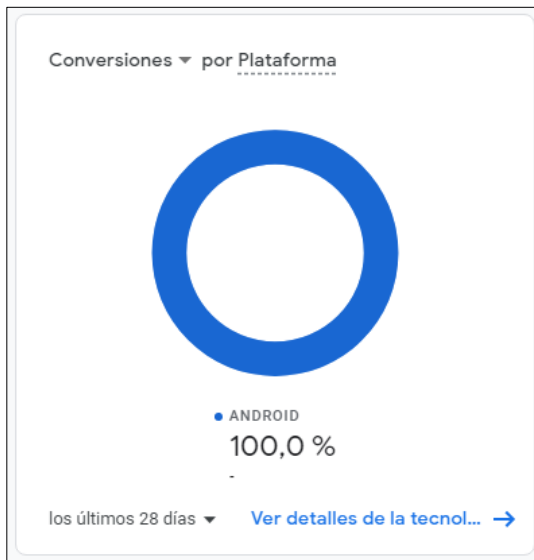 Conversiones por Plataforma
ANDROID
100,0 %
-
los últimos 28 días Ver detalles de la tecnol... →